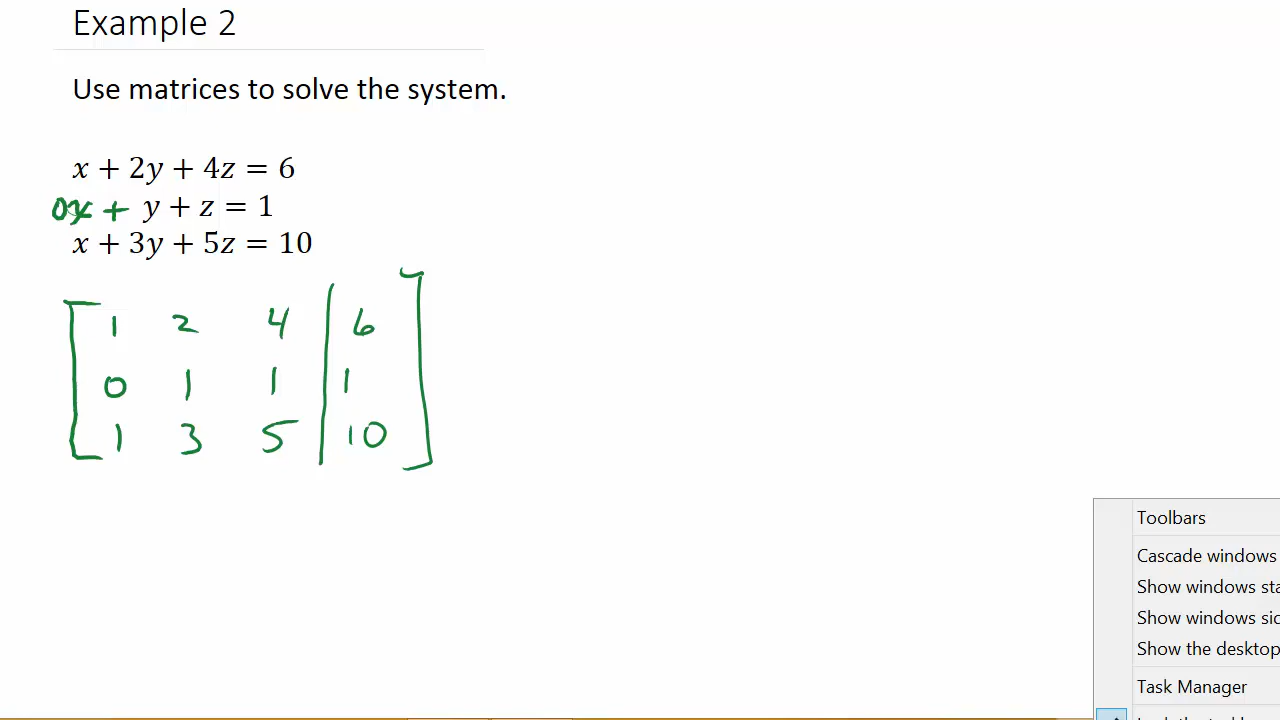 Example 2
Use matrices to solve the system.
x + 2y + 4z = 6
0x + y + z = 1
x + 3y + 5z = 10
1 2 4 | 6
0 1 1 | 1
1 3 5 | 10
Toolbars
Cascade windows
Show windows sta
Show windows sid
Show the desktop
Task Manager